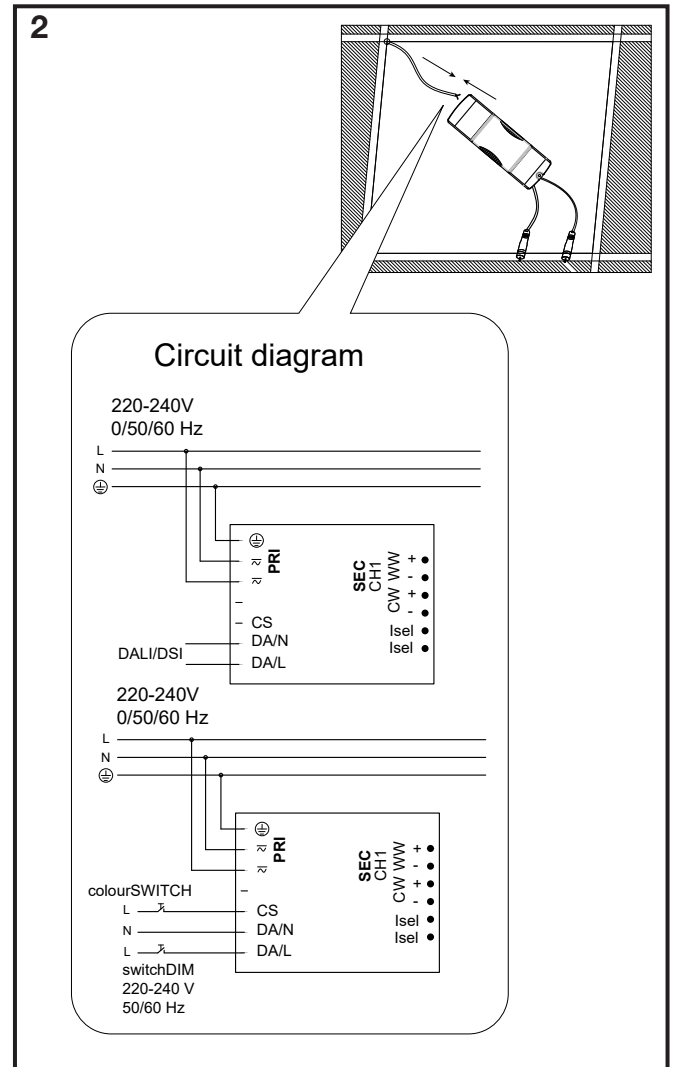 2
Circuit diagram
220-240V
0/50/60 Hz
L
N
PRI
SEC
CH1
WW
CW
+
-
+
-
Isel
Isel
-
- CS
DA/N
DA/L
DALI/DSI
220-240V
0/50/60 Hz
L
N
PRI
SEC
CH1
WW
CW
+
-
+
-
Isel
Isel
-
colourSWITCH
L
CS
N
DA/N
L
DA/L
switchDIM
220-240 V
50/60 Hz